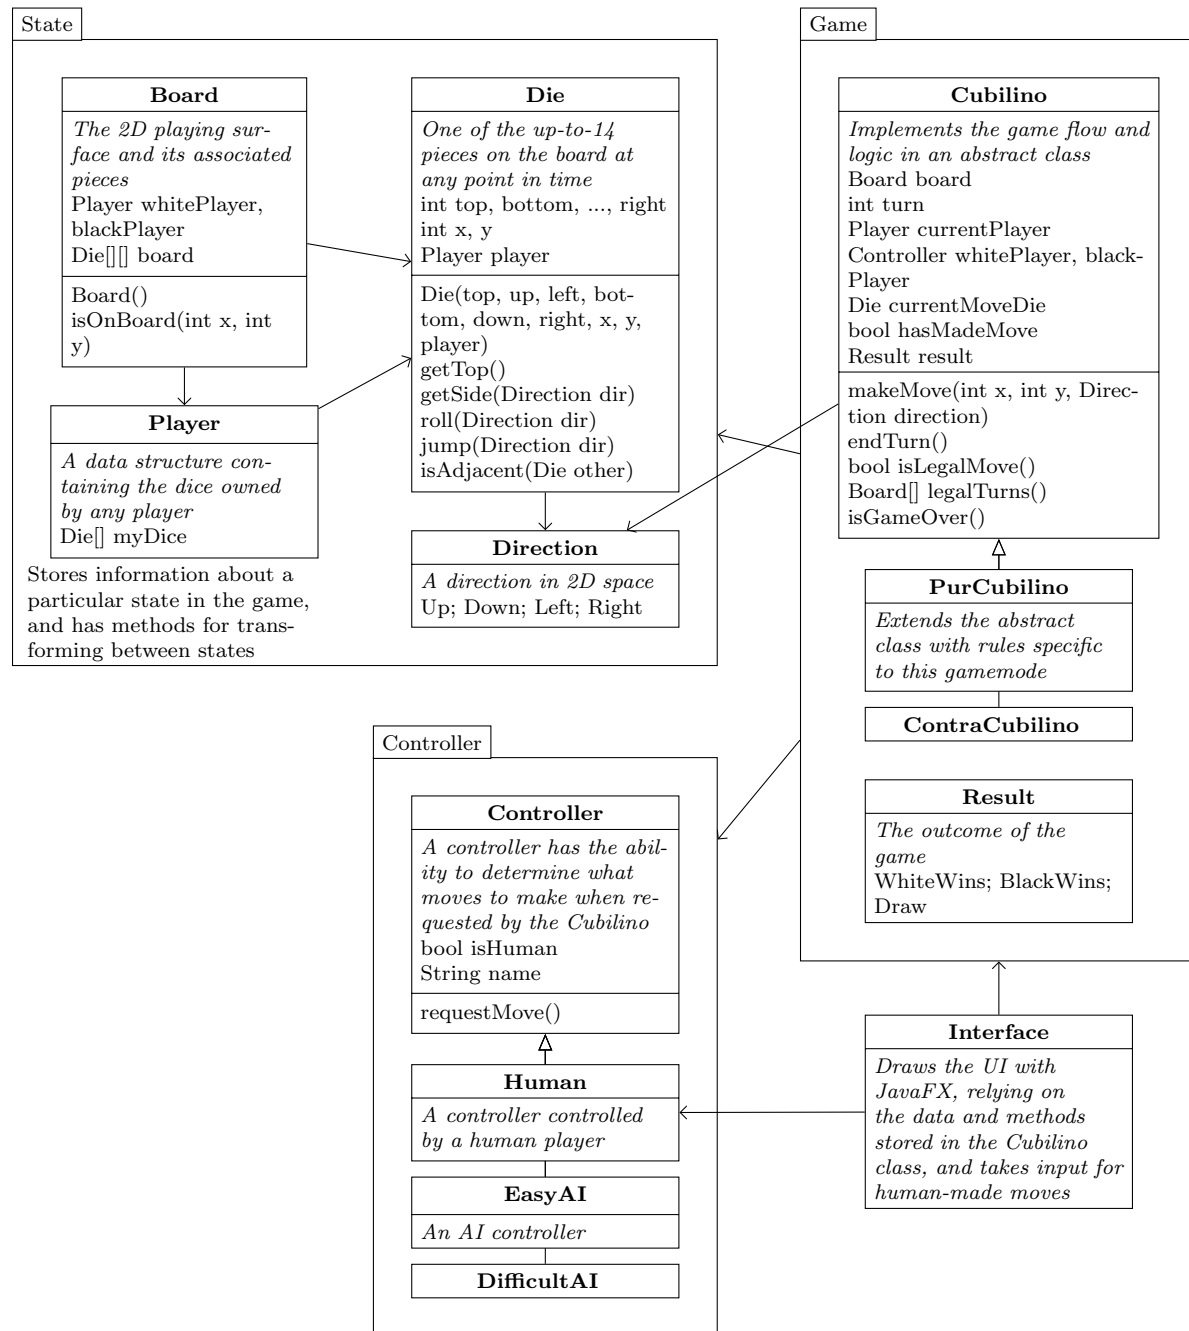 State
Board
The 2D playing sur-
face and its associated
pieces
Player whitePlayer,
blackPlayer
Die[][] board
Board()
isOnBoard(int x, int
y)
Player
A data structure con-
taining the dice owned
by any player
Die[] myDice
Stores information about a
particular state in the game,
and has methods for trans-
forming between states
Die
One of the up-to-14
pieces on the board at
any point in time
int top, bottom, ..., right
int x, y
Player player
Die(top, up, left, bot-
tom, down, right, x, y,
player)
getTop()
getSide(Direction dir)
roll(Direction dir)
jump(Direction dir)
isAdjacent(Die other)
Direction
A direction in 2D space
Up; Down; Left; Right
Game
Cubilino
Implements the game flow and
logic in an abstract class
Board board
int turn
Player currentPlayer
Controller whitePlayer, black-
Player
Die currentMoveDie
bool hasMadeMove
Result result
makeMove(int x, int y, Direc-
tion direction)
endTurn()
bool isLegalMove()
Board[] legalTurns()
isGameOver()
PurCubilino
Extends the abstract
class with rules specific
to this gamemode
ContraCubilino
Result
The outcome of the
game
WhiteWins; BlackWins;
Draw
Controller
Controller
A controller has the abil-
ity to determine what
moves to make when re-
quested by the Cubilino
bool isHuman
String name
requestMove()
Human
A controller controlled
by a human player
EasyAI
An AI controller
DifficultAI
Interface
Draws the UI with
JavaFX, relying on
the data and methods
stored in the Cubilino
class, and takes input for
human-made moves